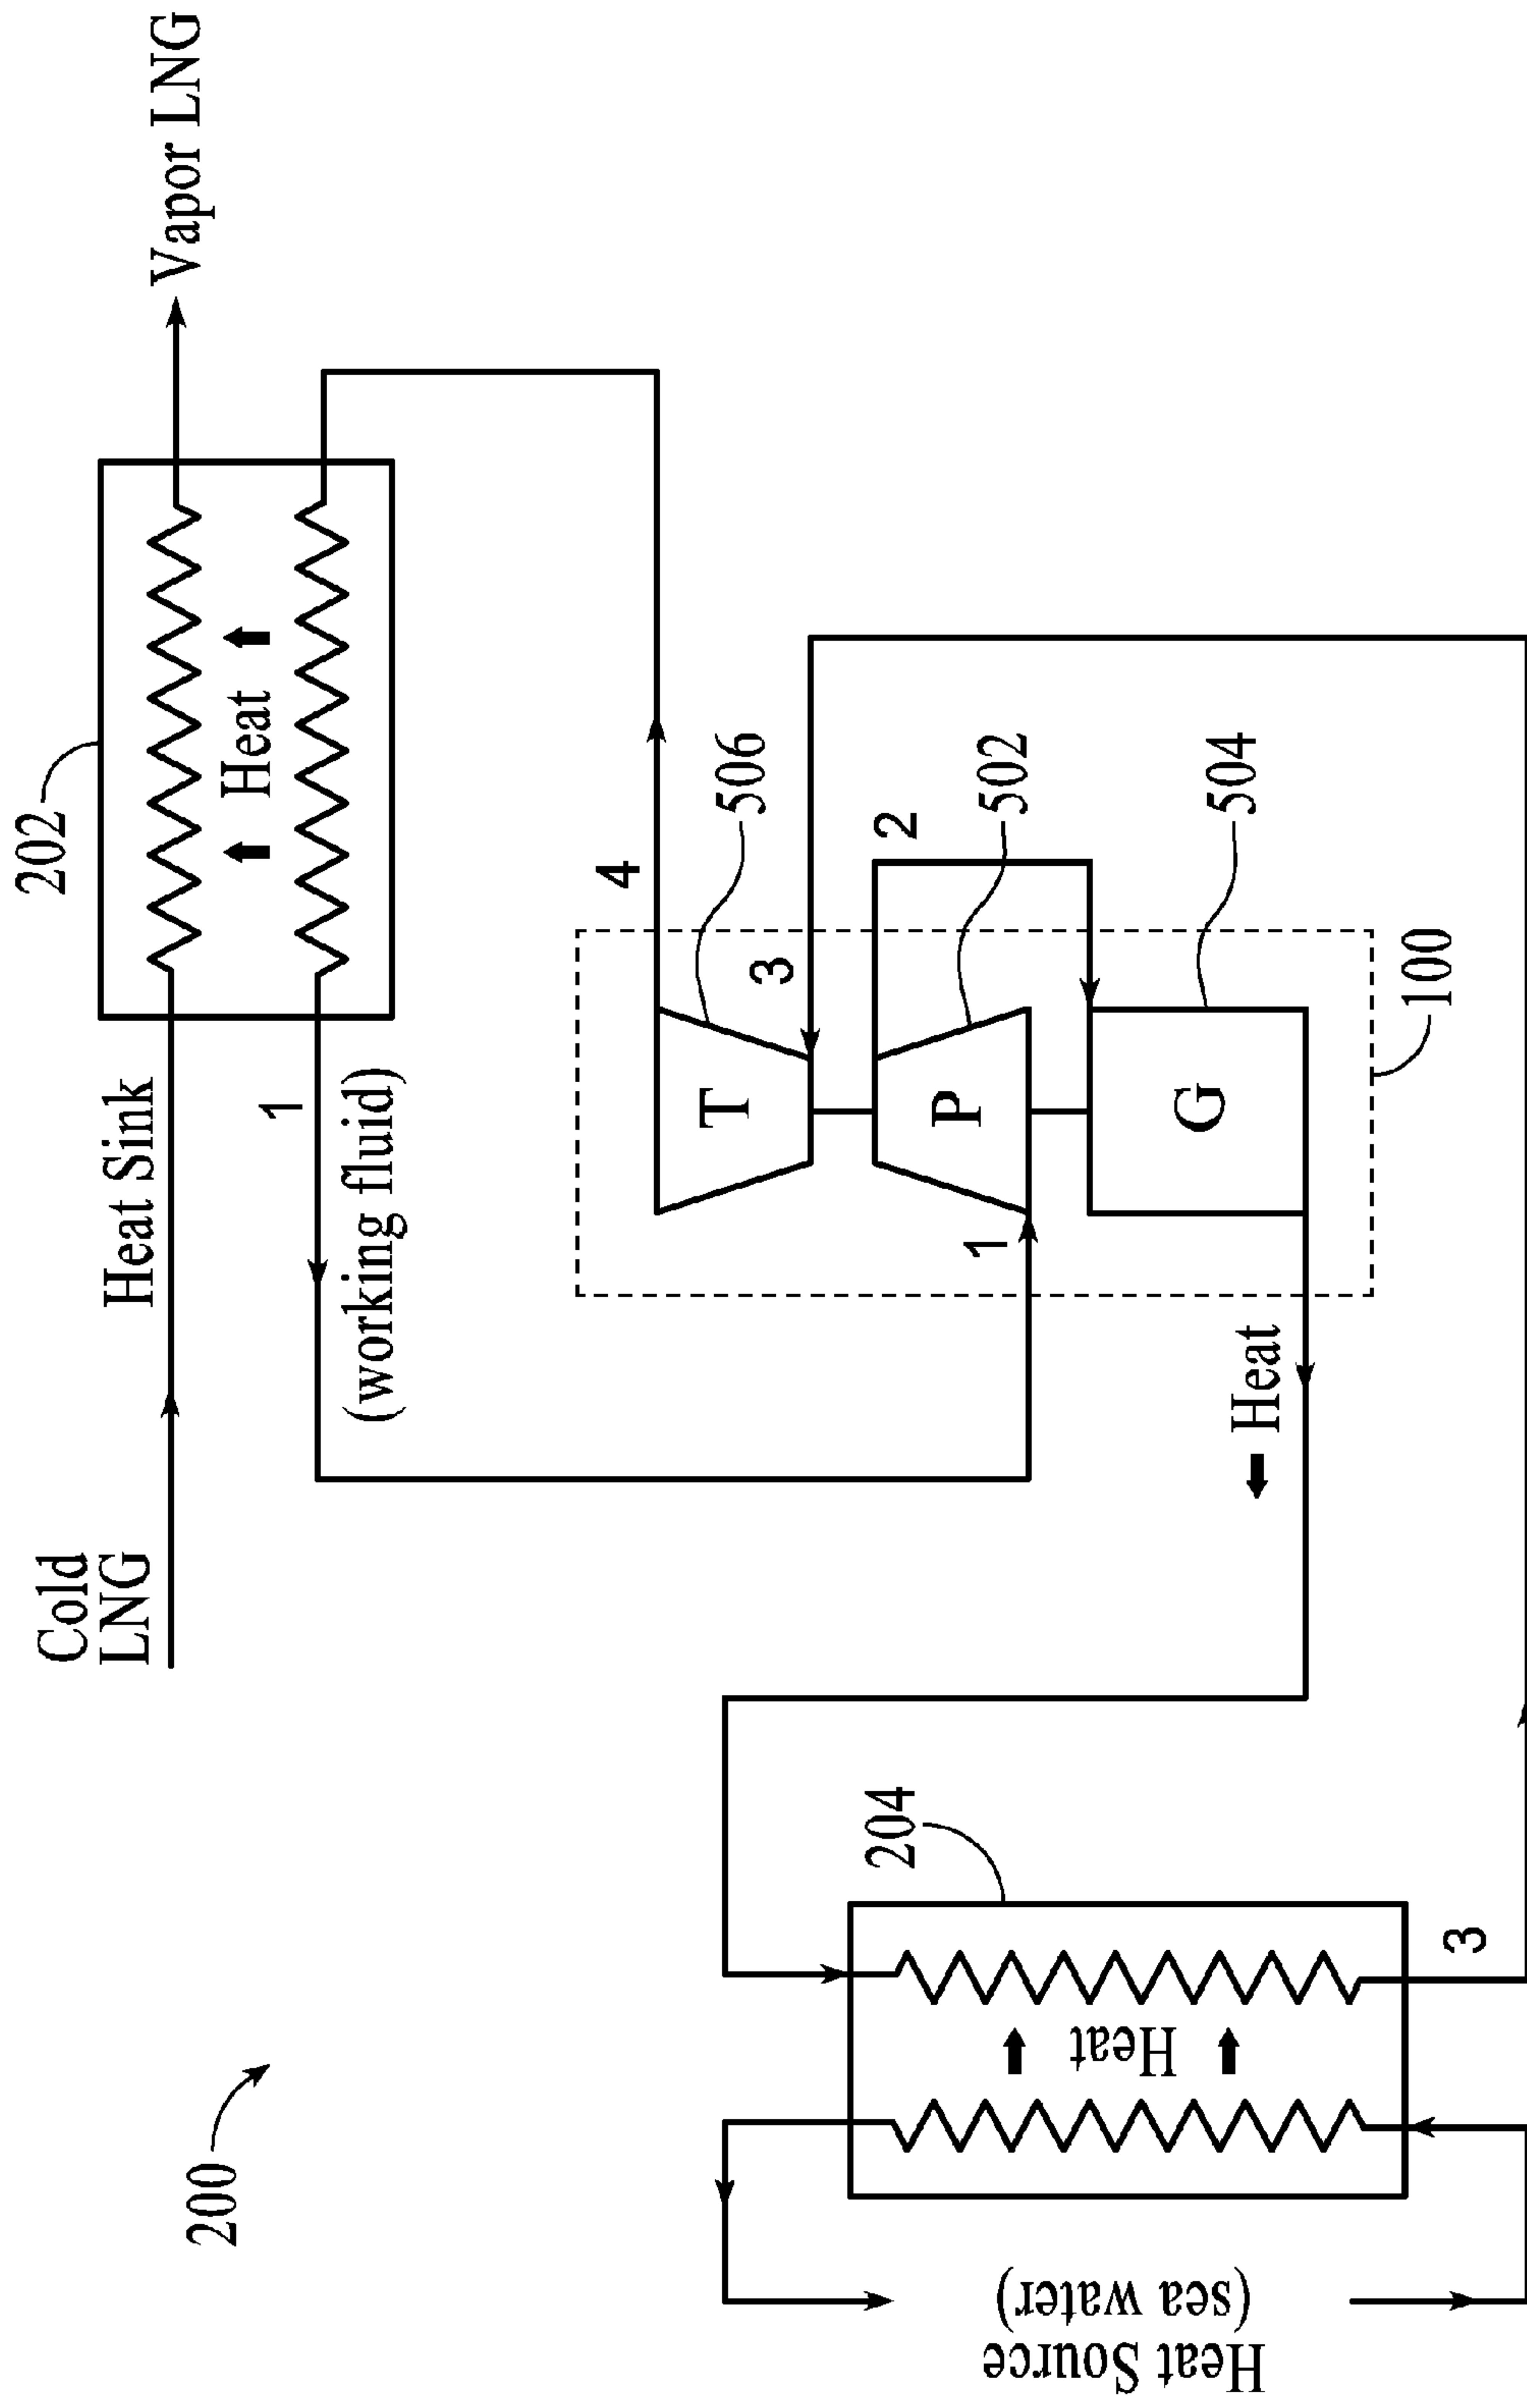 200
Cold
LNG
Heat Sink
202
Vapor LNG
Heat
1
(working fluid)
4
T
506
3
2
P
502
1
G
504
100
Heat
204
Heat
3
Heat Source
(sea water)